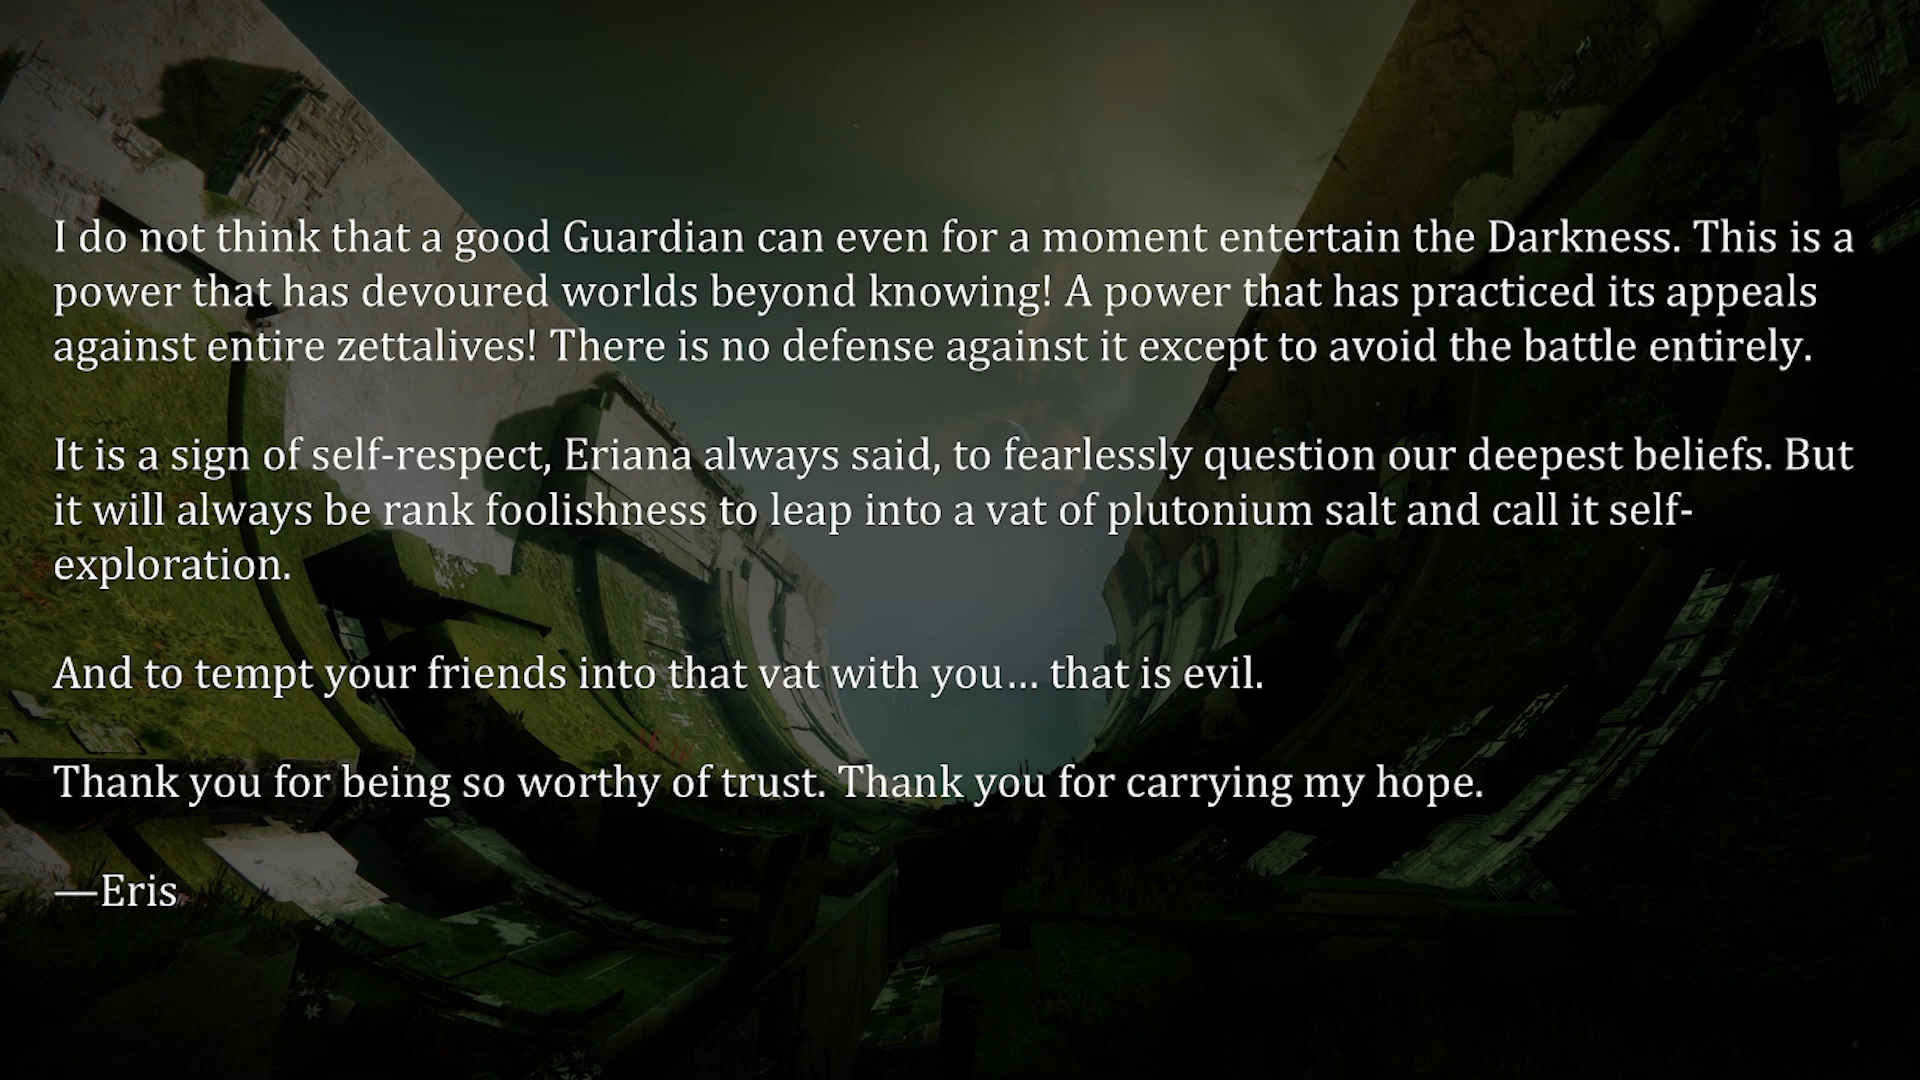 I do not think that a good Guardian can even for a moment entertain the Darkness. This is a
power that has devoured worlds beyond knowing! A power that has practiced its appeals
against entire zettalives! There is no defense against it except to avoid the battle entirely.
It is a sign of self-respect, Eriana always said, to fearlessly question our deepest beliefs. But
it will always be rank foolishness to leap into a vat of plutonium salt and call it self-
exploration.
And to tempt your friends into that vat with you… that is evil.
Thank you for being so worthy of trust. Thank you for carrying my hope.
—Eris